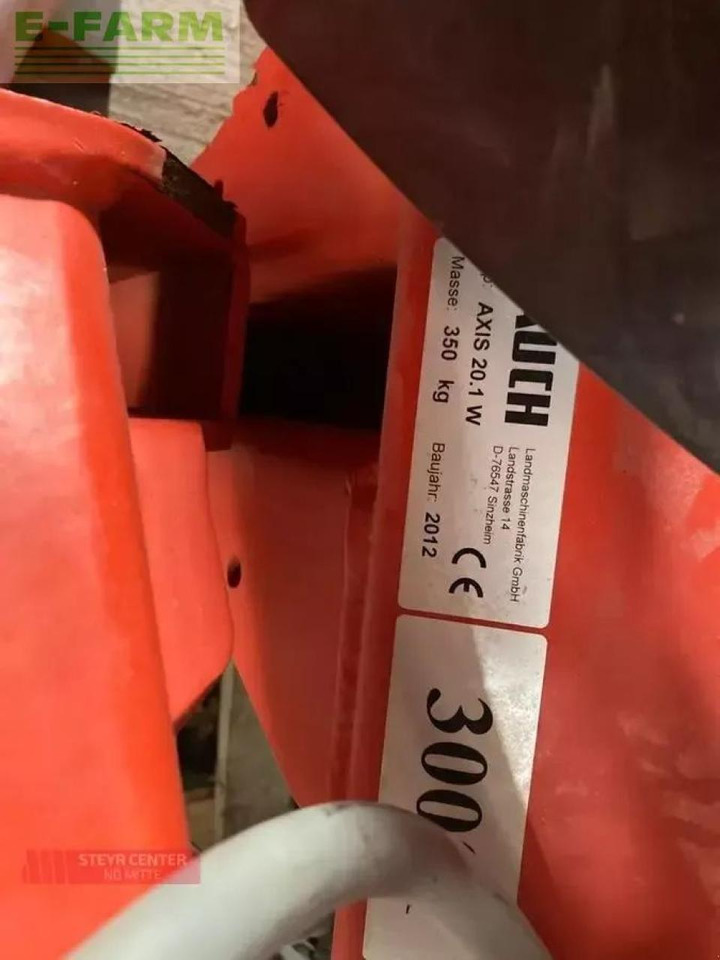 E-FARM
AUCH
Landmaschinenfabrik GmbH
Landstrasse 14
D-76547 Sinzheim
AXIS 20.1 W
Masse: 350 kg
Baujahr: 2012
CE
300
STEYR CENTER
NÖ MITTE